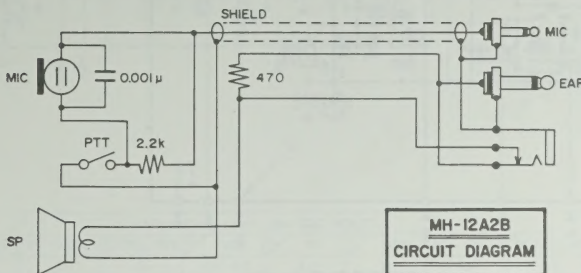 SHIELD
MIC
MIC
0.001μ
470
EAR
PTT
2.2k
SP
MH-12A2B
CIRCUIT DIAGRAM